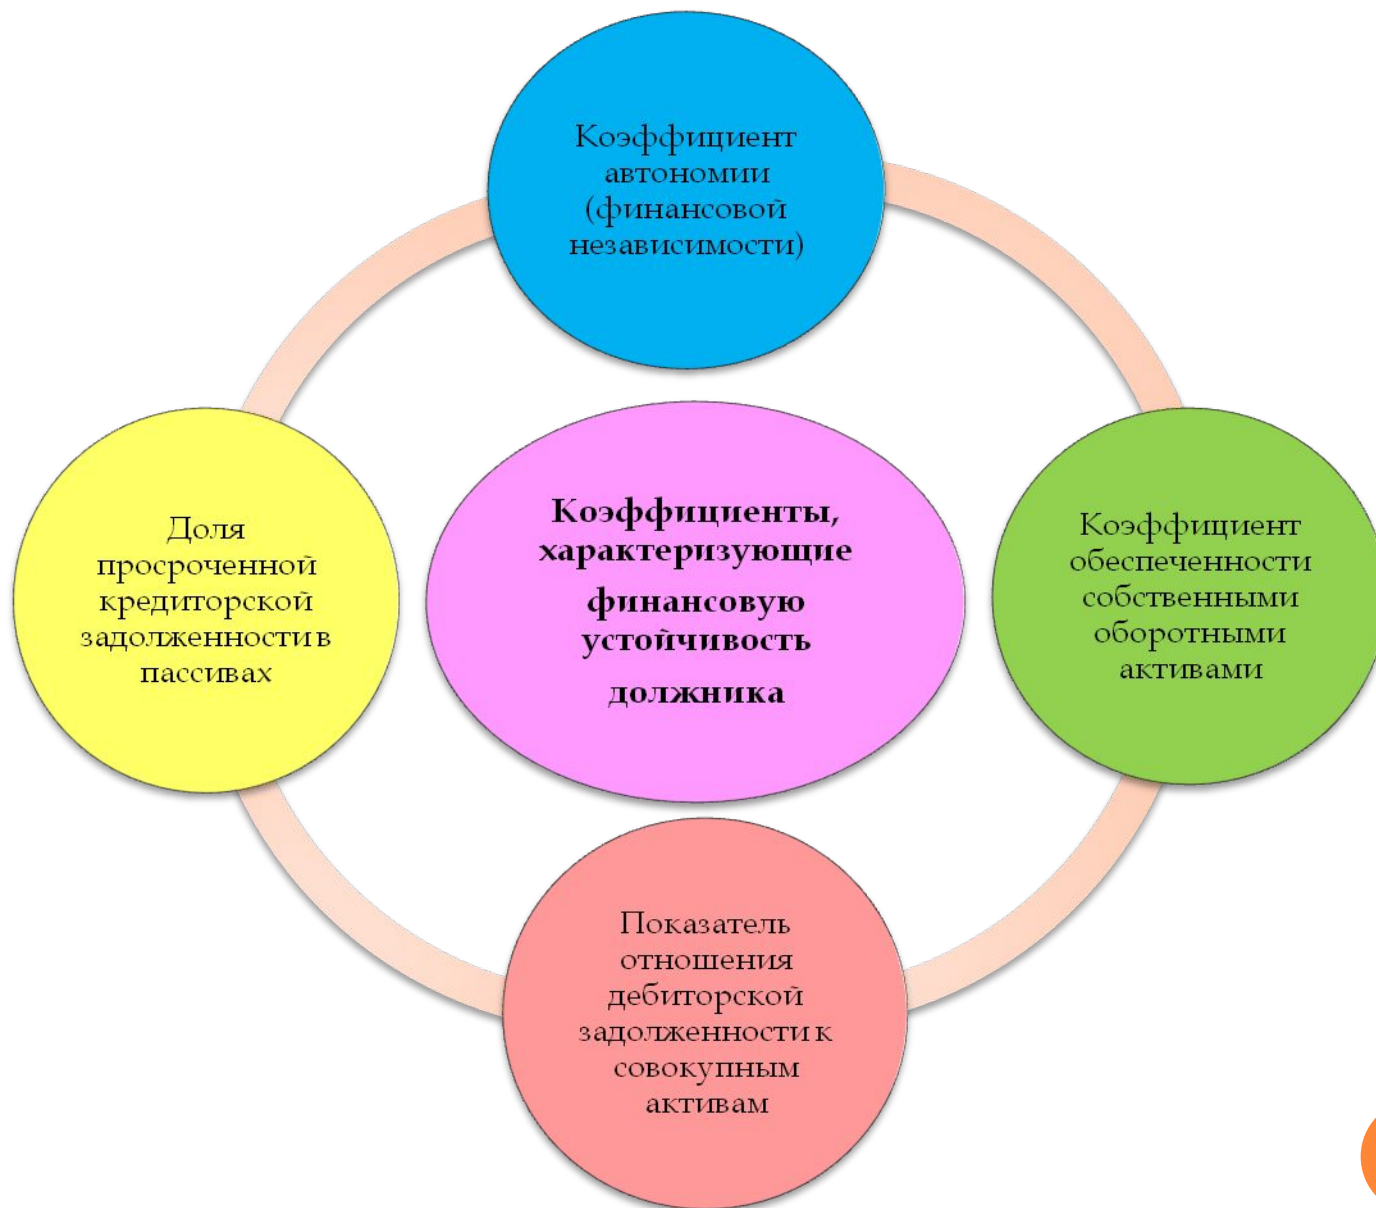 Коэффициент
автономии
(финансовой
независимости)
Доля
просроченной
кредиторской
задолженности в
пассивах
Коэффициенты,
характеризующие
финансовую
устойчивость
должника
Коэффициент
обеспеченности
собственными
оборотными
активами
Показатель
отношения
дебиторской
задолженности к
совокупным
активам